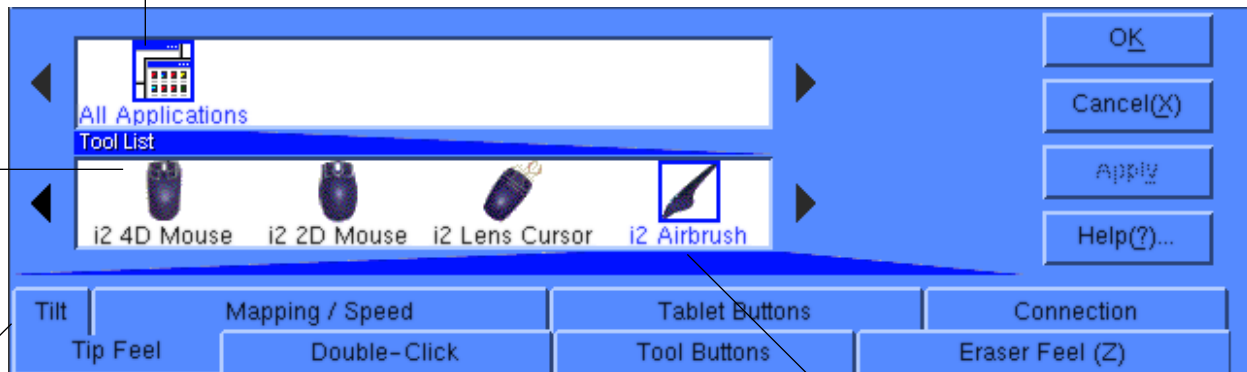 OK
All Applications
Cancel(X)
Tool List
Apply
i2 4D Mouse i2 2D Mouse i2 Lens Cursor i2 Airbrush
Help(?)...
Tilt Mapping / Speed Tablet Buttons Connection
Tip Feel Double-Click Tool Buttons Eraser Feel (Z)